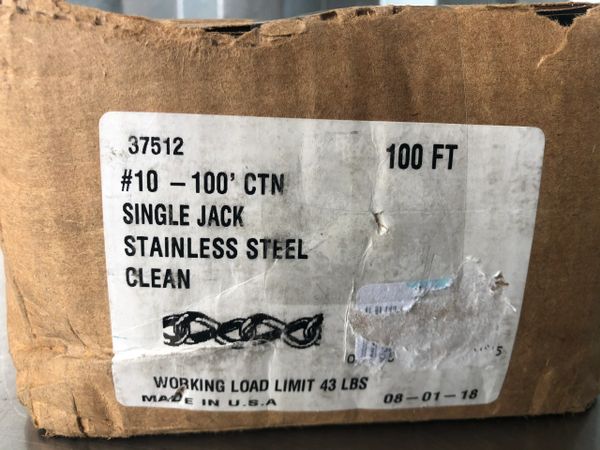 37512
100 FT
#10 - 100' CTN
SINGLE JACK
STAINLESS STEEL
CLEAN
WORKING LOAD LIMIT 43 LBS
MADE IN U.S.A
08-01-18